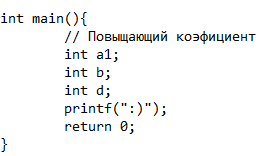 int main(){
// Повыщающий коэфициент
int a1;
int b;
int d;
printf(":)");
return 0;
}